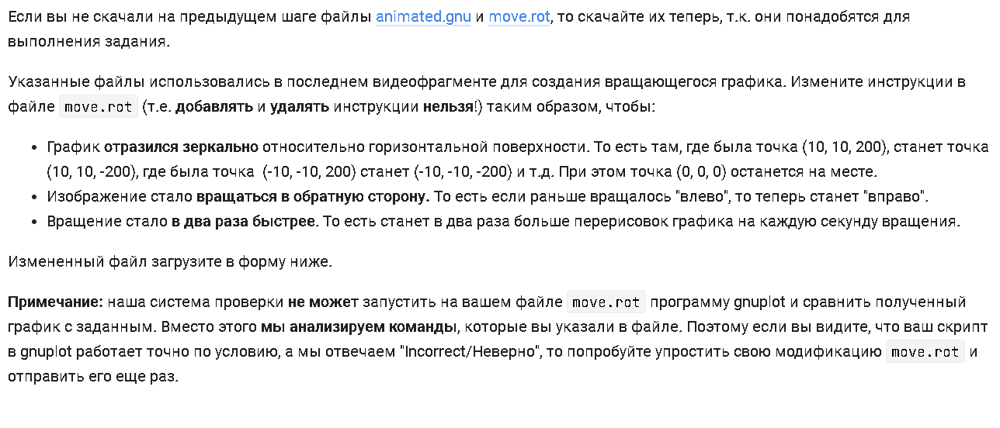 Если вы не скачали на предыдущем шаге файлы animated.gnu и move.rot, то скачайте их теперь, т.к. они понадобятся для
выполнения задания.
Указанные файлы использовались в последнем видеофрагменте для создания вращающегося графика. Измените инструкции в
файле move.rot (т.е. добавлять и удалять инструкции нельзя!) таким образом, чтобы:
• График отразился зеркально относительно горизонтальной поверхности. То есть там, где была точка (10, 10, 200), станет точка
(10, 10, -200), где была точка (-10, -10, 200) станет (-10, -10, -200) и т.д. При этом точка (0, 0, 0) останется на месте.
• Изображение стало вращаться в обратную сторону. То есть если раньше вращалось "влево", то теперь станет "вправо".
• Вращение стало в два раза быстрее. То есть станет в два раза больше перерисовок графика на каждую секунду вращения.
Измененный файл загрузите в форму ниже.
Примечание: наша система проверки не может запустить на вашем файле move.rot программу gnuplot и сравнить полученный
график с заданным. Вместо этого мы анализируем команды, которые вы указали в файле. Поэтому если вы видите, что ваш скрипт
в gnuplot работает точно по условию, а мы отвечаем "Incorrect/Неверно", то попробуйте упростить свою модификацию move.rot и
отправить его еще раз.